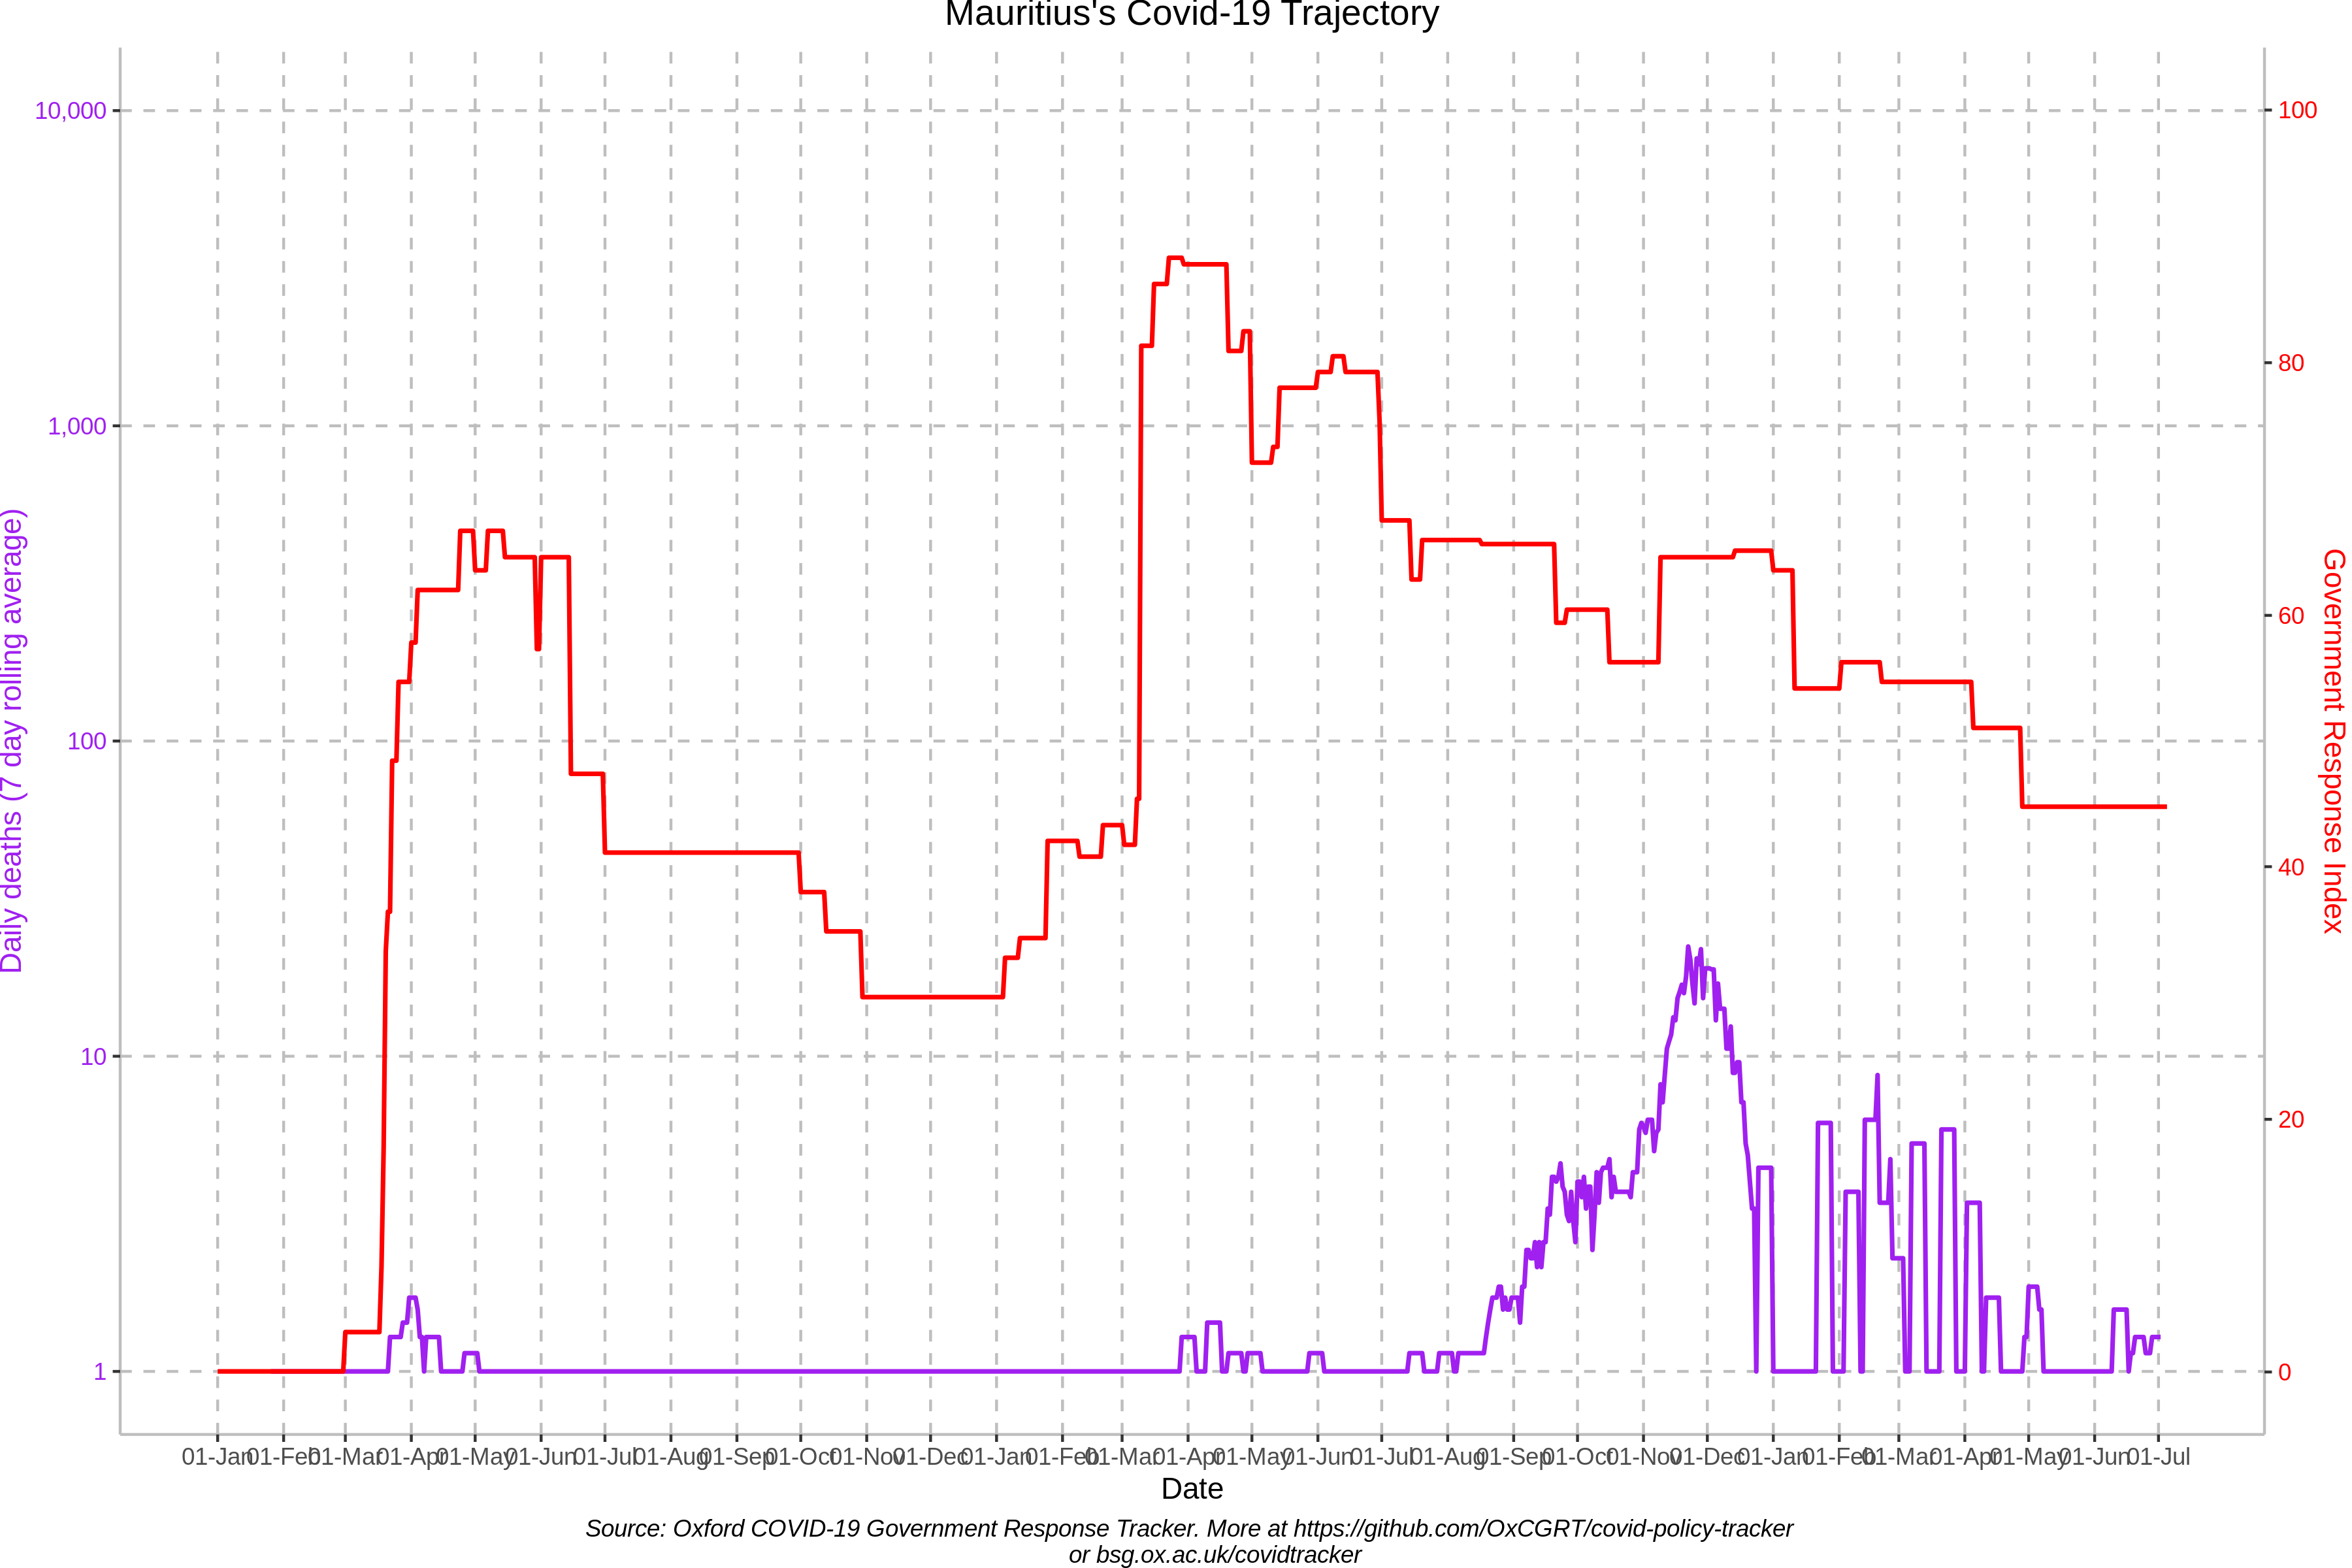 Mauritius's Covid-19 Trajectory
10,000
1,000
100
10
1
Daily deaths (7 day rolling average)
100
80
60
40
20
0
Government Response Index
01-Jan 01-Feb 01-Mar 01-Apr 01-May 01-Jun 01-Jul 01-Aug 01-Sep 01-Oct 01-Nov 01-Dec 01-Jan 01-Feb 01-Mar 01-Apr 01-May 01-Jun 01-Jul 01-Aug 01-Sep 01-Oct 01-Nov 01-Dec 01-Jan 01-Feb 01-Mar 01-Apr 01-May 01-Jun 01-Jul
Date
Source: Oxford COVID-19 Government Response Tracker. More at https://github.com/OxCGRT/covid-policy-tracker
or bsg.ox.ac.uk/covidtracker